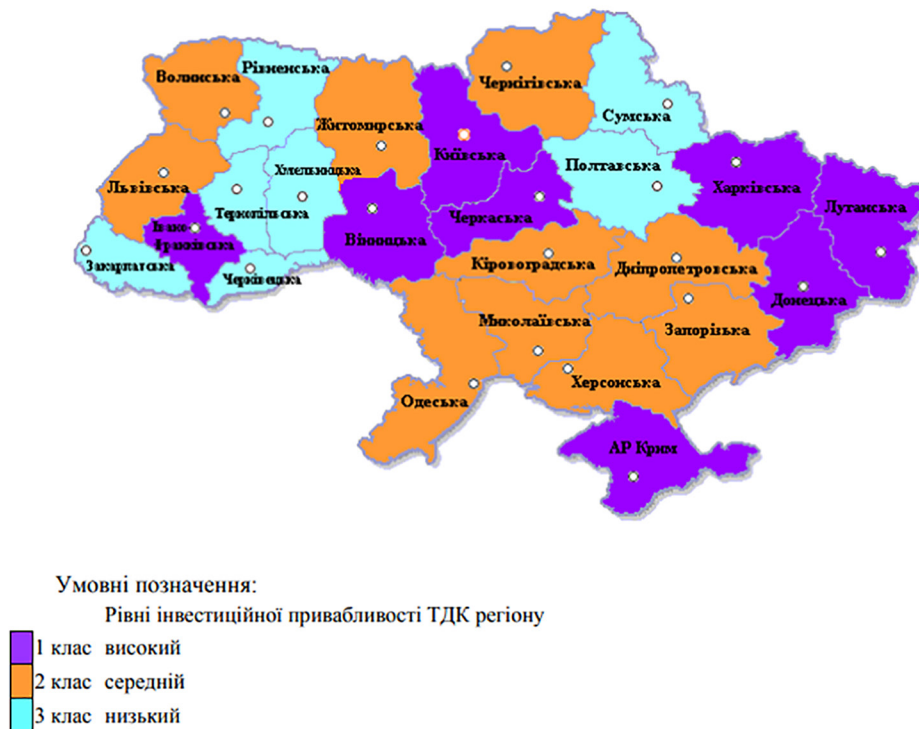 Волинська
Рівненська
Житомирська
Чернігівська
Сумська
Київська
Полтавська
Харківська
Луганська
Львівська
Тернопільська
Хмельницька
Вінницька
Черкаська
Івано
Франківська
Закарпатська
Чернівецька
Кіровоградська
Дніпропетровська
Донецька
Миколаївська
Запорізька
Одеська
Херсонська
АР Крим
Умовні позначення:
Рівні інвестиційної привабливості ТДК регіону
1 клас високий
2 клас середній
3 клас низький